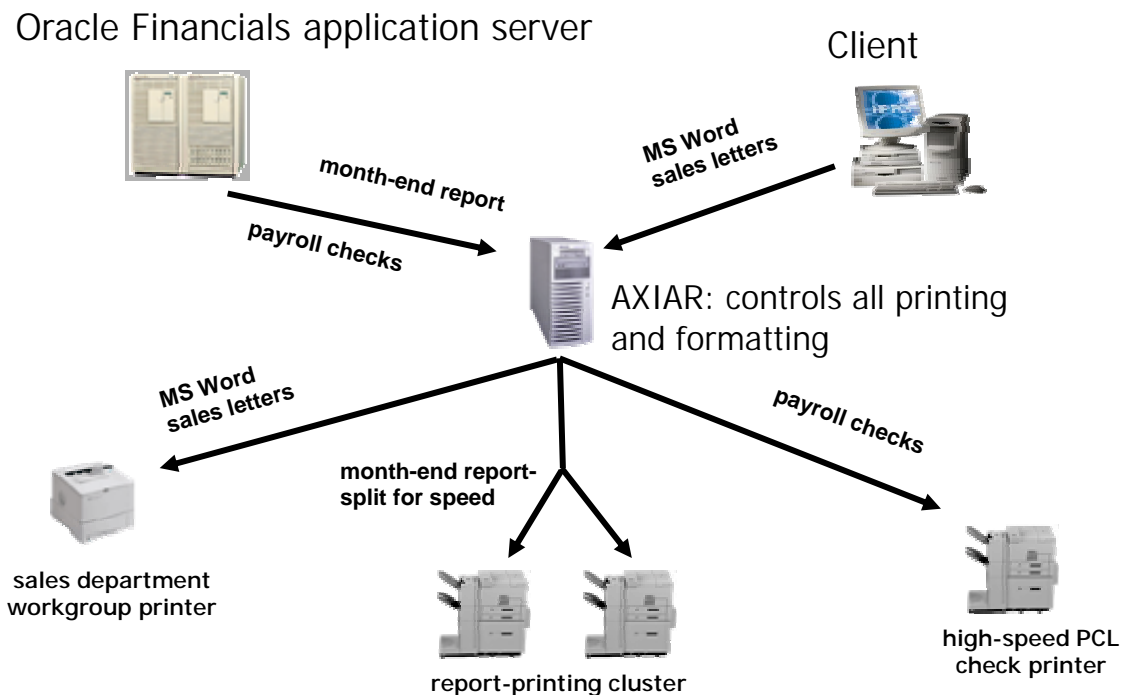 Oracle Financials application server
Client
month-end report
payroll checks
MS Word
sales letters
AXIAR: controls all printing
and formatting
MS Word
sales letters
month-end report-
split for speed
payroll checks
sales department
workgroup printer
report-printing cluster
high-speed PCL
check printer